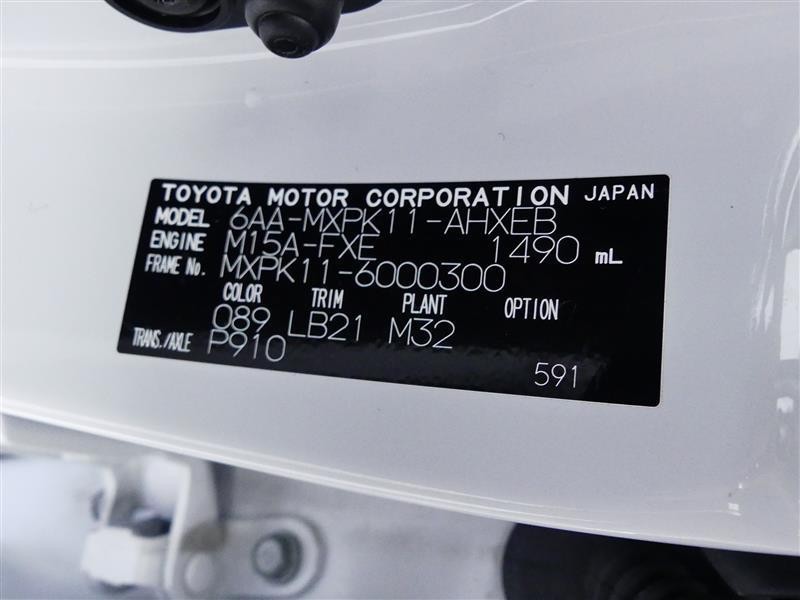 TOYOTA MOTOR CORPORATION JAPAN
MODEL 6AA-MXPK11-AHXEB
ENGINE M15A-FXE 1490 mL
FRAME No. MXPK11-6000300
COLOR TRIM PLANT OPTION
089 LB21 M32
TRANS./AXLE P910
591